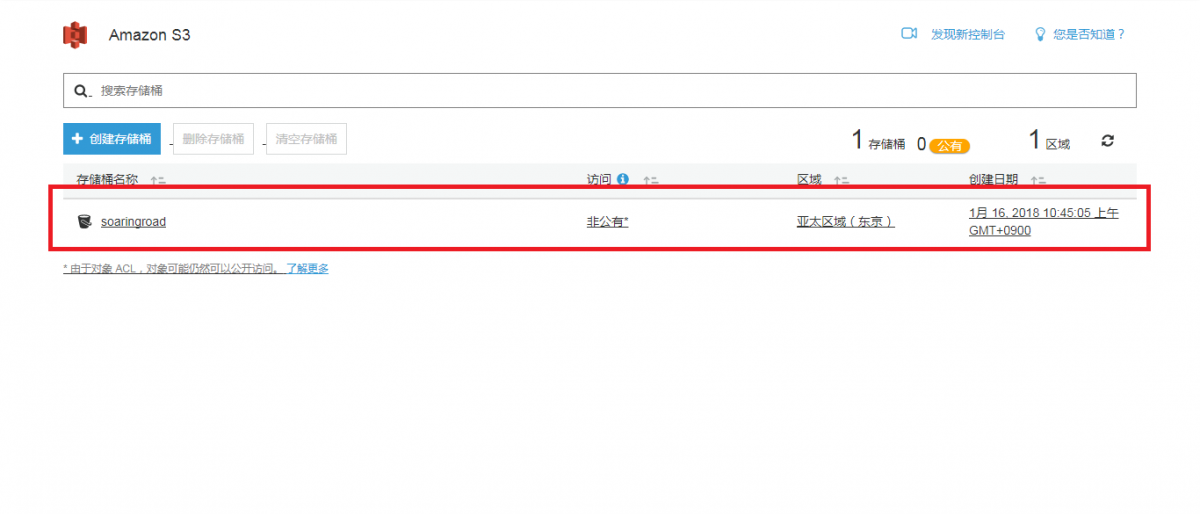 Amazon S3
发现新控制台
您是否知道？
搜索存储桶
创建存储桶 删除存储桶 清空存储桶 1 存储桶 0 公有 1 区域
存储桶名称 访问 区域 创建日期
soaringroad 非公有* 亚太区域（东京） 1月 16, 2018 10:45:05 上午
GMT+0900
* 由于对象 ACL，对象可能仍然可以公开访问。 了解更多